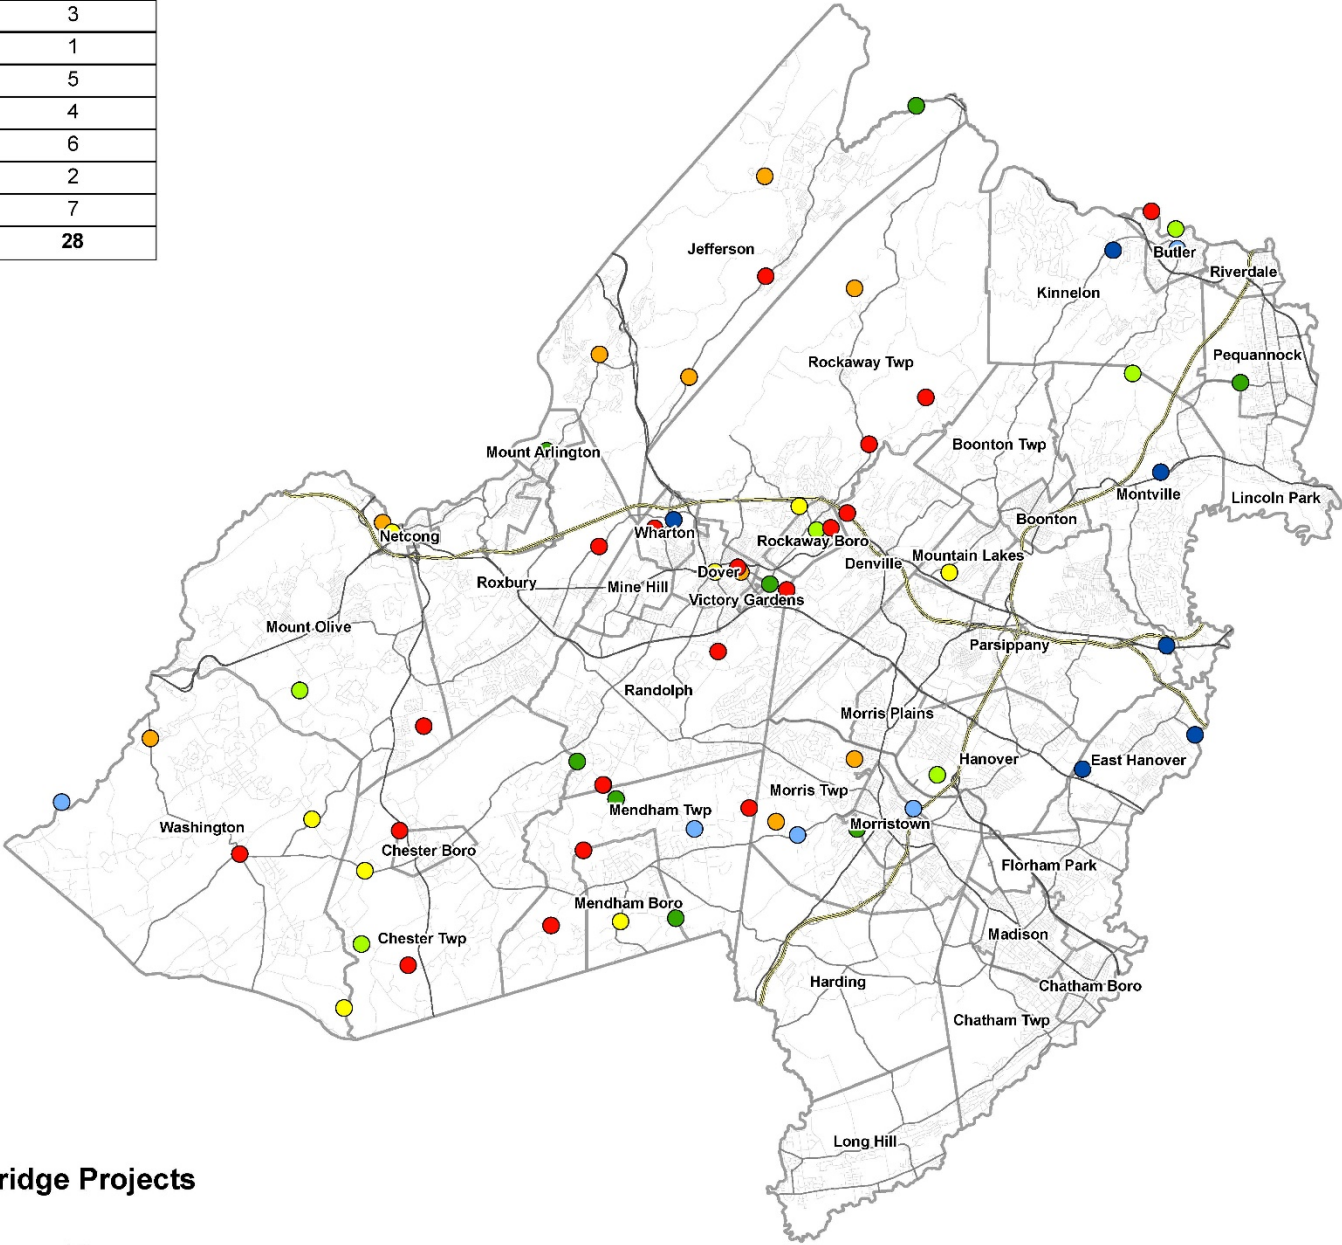 3
1
5
4
6
2
7
28
Jefferson
Butler
Riverdale
Kinnelon
Pequannock
Rockaway Twp
Boonton Twp
Mount Arlington
Montville
Lincoln Park
Boonton
Netcong
Wharton
Rockaway Boro
Mountain Lakes
Denville
Dover
Roxbury
Mine Hill
Victory Gardens
Mount Olive
Parsippany
Randolph
Morris Plains
Hanover
East Hanover
Morris Twp
Mendham Twp
Morristown
Washington
Chester Boro
Florham Park
Mendham Boro
Madison
Chester Twp
Harding
Chatham Boro
Chatham Twp
Long Hill
ridge Projects